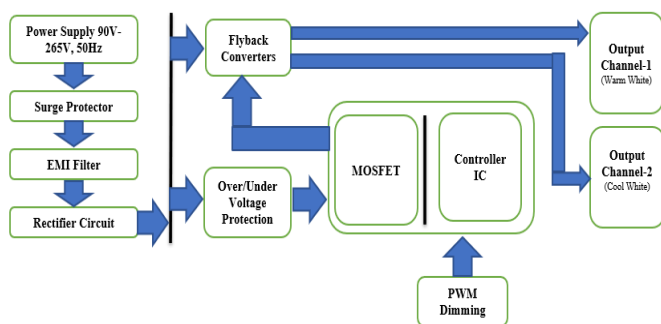 Power Supply 90V-
265V, 50Hz
Surge Protector
EMI Filter
Rectifier Circuit
Flyback
Converters
Over/Under
Voltage
Protection
MOSFET
Controller
IC
PWM
Dimming
Output
Channel-1
(Warm White)
Output
Channel-2
(Cool White)